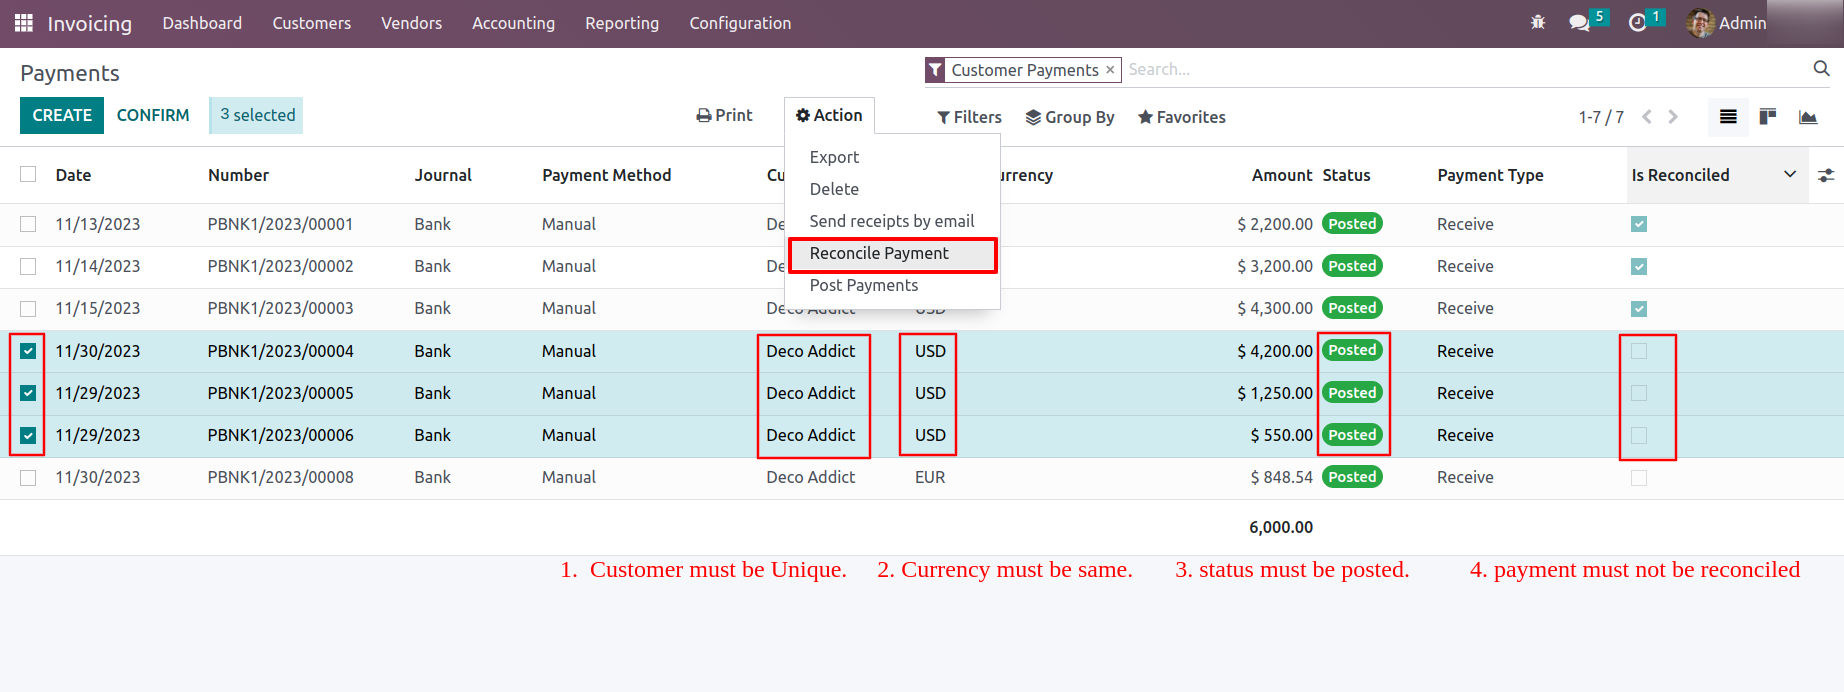 Invoicing Dashboard Customers Vendors Accounting Reporting Configuration 5 1 Admin
Payments Customer Payments × Search...
CREATE CONFIRM 3 selected Print Action Filters Group By Favorites 1-7 / 7
Export
Delete
Send receipts by email
Reconcile Payment
Post Payments
Date Number Journal Payment Method Cu urrency Amount Status Payment Type Is Reconciled
11/13/2023 PBNK1/2023/00001 Bank Manual De $ 2,200.00 Posted Receive
11/14/2023 PBNK1/2023/00002 Bank Manual De $ 3,200.00 Posted Receive
11/15/2023 PBNK1/2023/00003 Bank Manual Deco Addict USD $ 4,300.00 Posted Receive
11/30/2023 PBNK1/2023/00004 Bank Manual Deco Addict USD $ 4,200.00 Posted Receive
11/29/2023 PBNK1/2023/00005 Bank Manual Deco Addict USD $ 1,250.00 Posted Receive
11/29/2023 PBNK1/2023/00006 Bank Manual Deco Addict USD $ 550.00 Posted Receive
11/30/2023 PBNK1/2023/00008 Bank Manual Deco Addict EUR $ 848.54 Posted Receive
6,000.00
1. Customer must be Unique. 2. Currency must be same. 3. status must be posted. 4. payment must not be reconciled